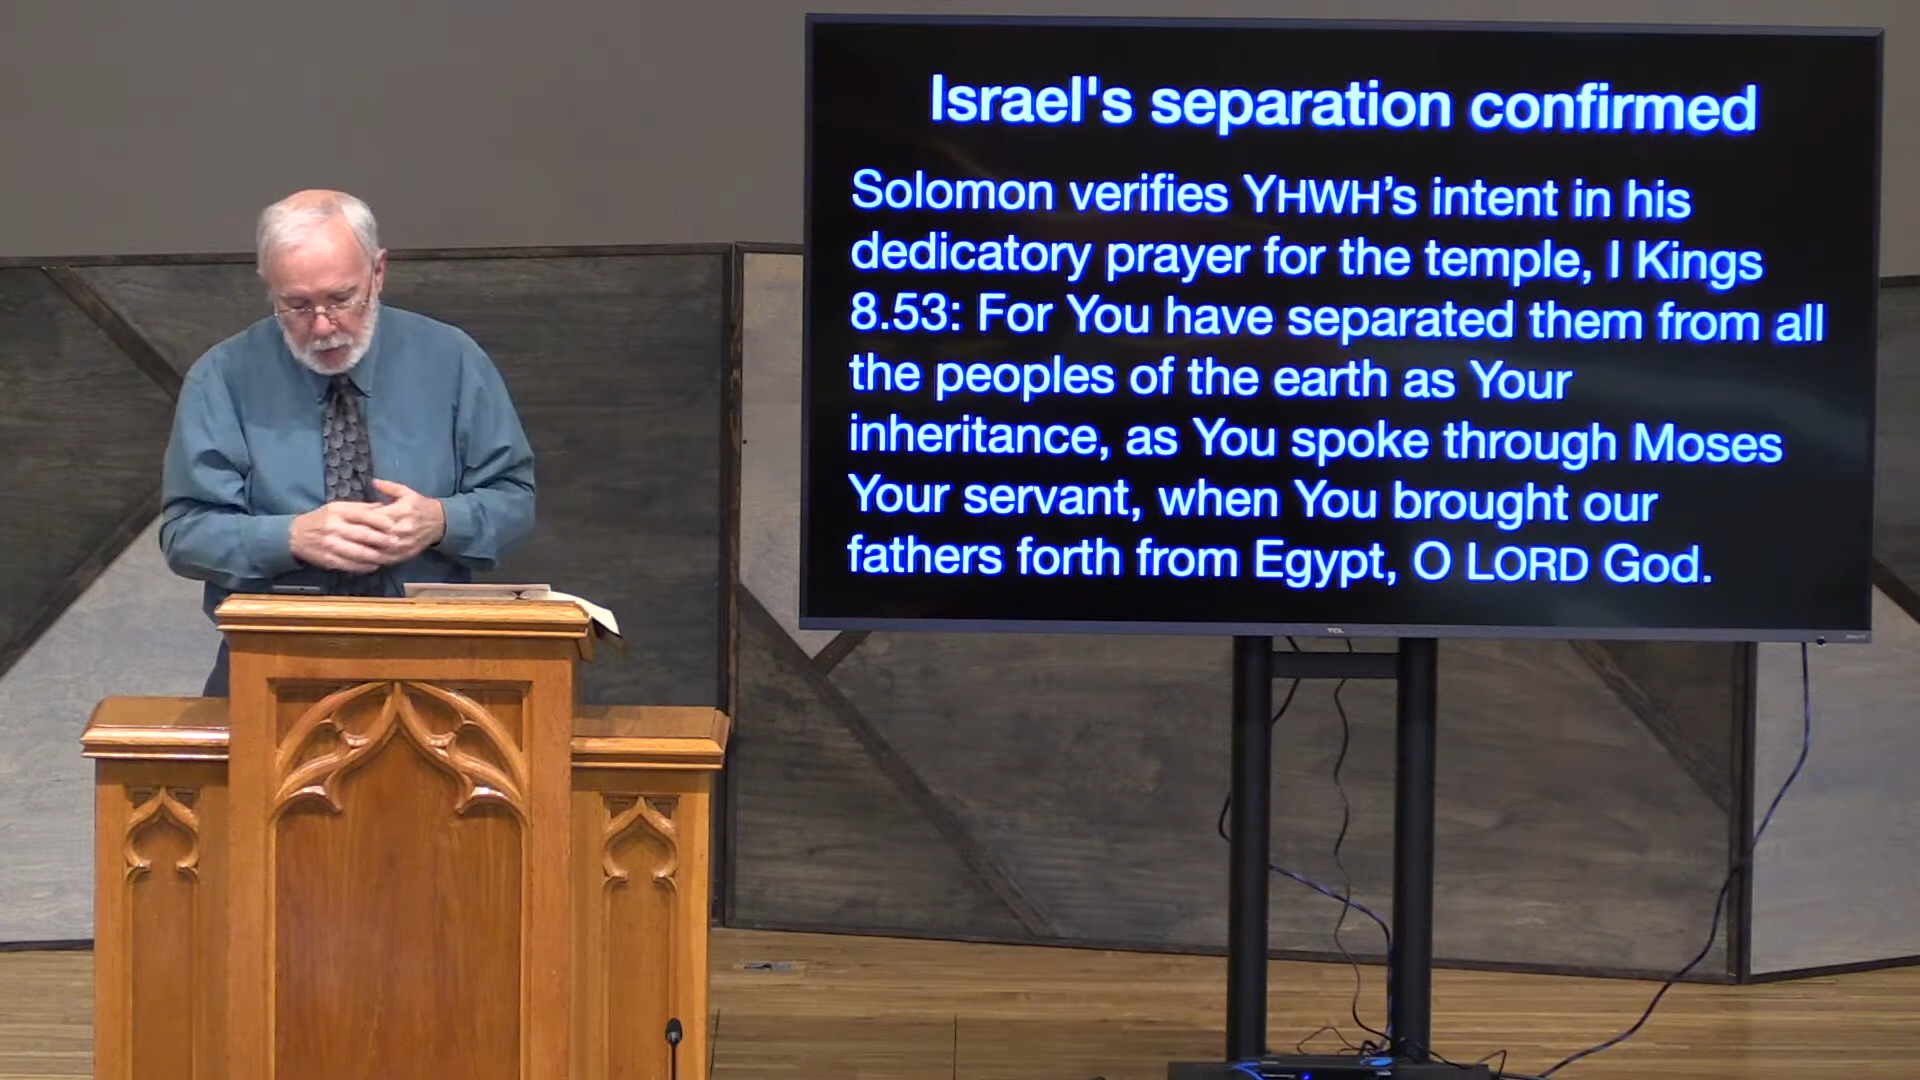 Israel's separation confirmed
Solomon verifies YHWH's intent in his
dedicatory prayer for the temple, I Kings
8.53: For You have separated them from all
the peoples of the earth as Your
inheritance, as You spoke through Moses
Your servant, when You brought our
fathers forth from Egypt, O LORD God.
TCL